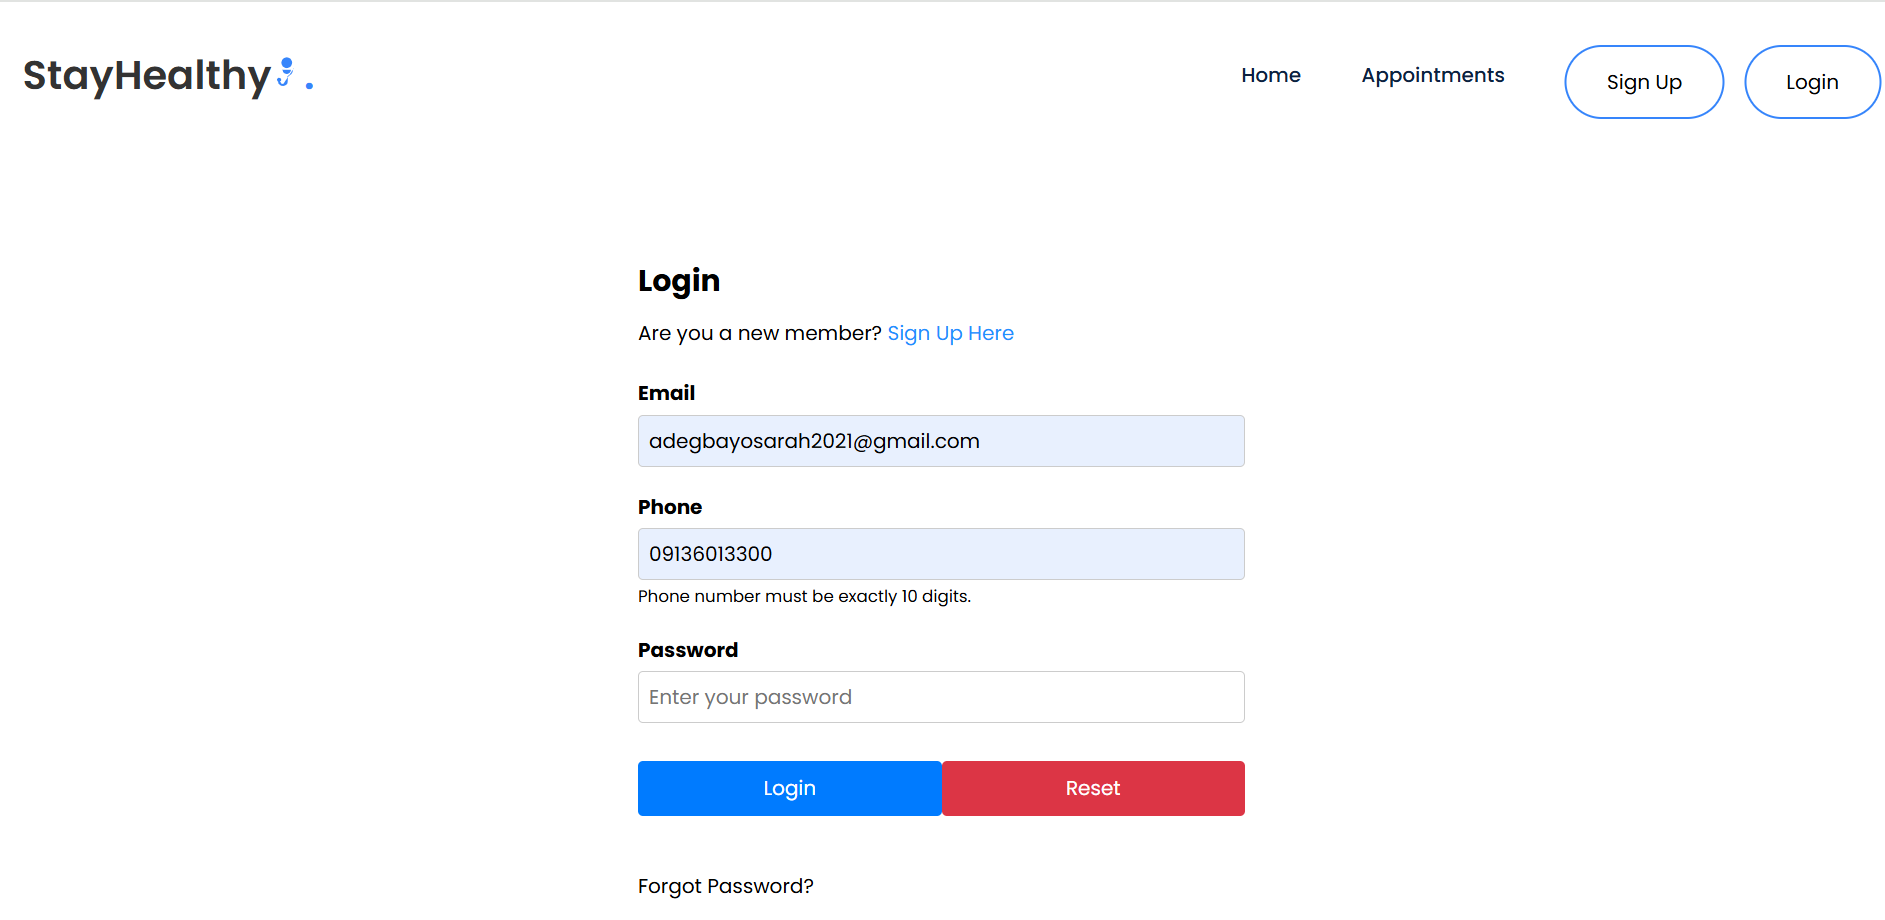 StayHealthy.
Home
Appointments
Sign Up
Login
Login
Are you a new member? Sign Up Here
Email
adegbayosarah2021@gmail.com
Phone
09136013300
Phone number must be exactly 10 digits.
Password
Enter your password
Login
Reset
Forgot Password?